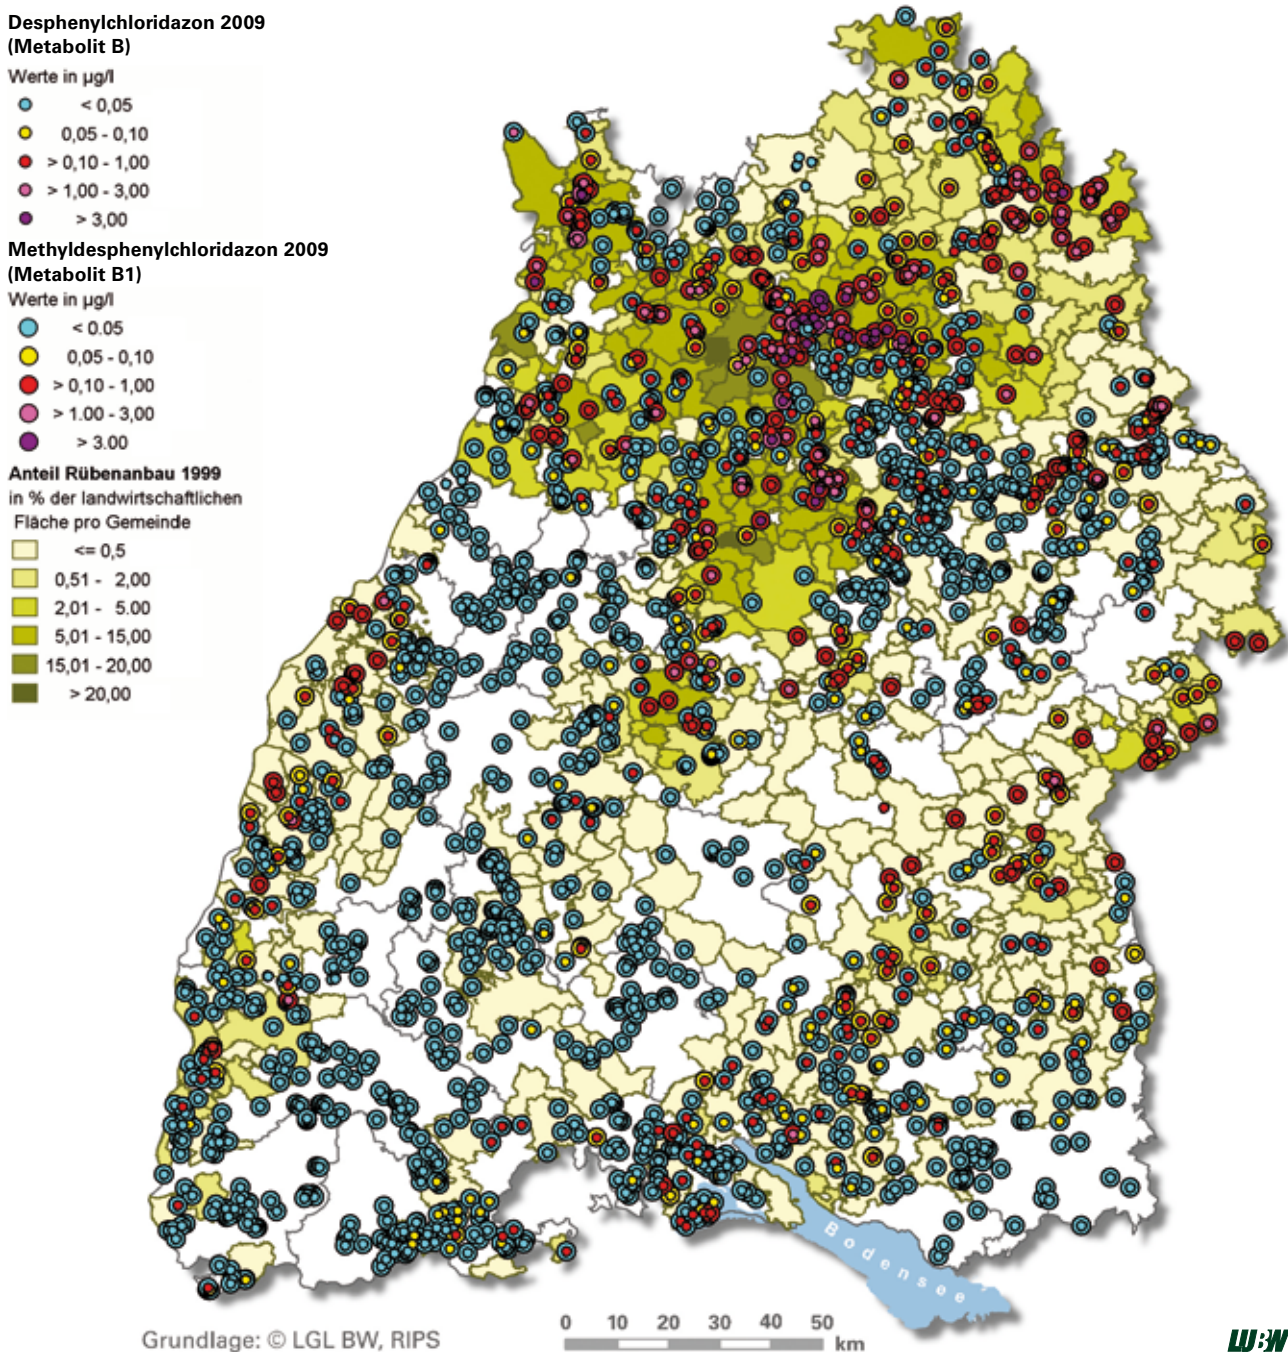 Desphenylchloridazon 2009
(Metabolit B)
Werte in µg/l
< 0,05
0,05 - 0,10
> 0,10 - 1,00
> 1,00 - 3,00
> 3,00
Methyldesphenylchloridazon 2009
(Metabolit B1)
Werte in µg/l
< 0.05
0,05 - 0,10
> 0,10 - 1,00
> 1.00 - 3,00
> 3.00
Anteil Rübenanbau 1999
in % der landwirtschaftlichen
Fläche pro Gemeinde
<= 0,5
0,51 - 2,00
2,01 - 5.00
5,01 - 15,00
15,01 - 20,00
> 20,00
Bodensee
Grundlage: © LGL BW, RIPS
0 10 20 30 40 50
km
LUBW